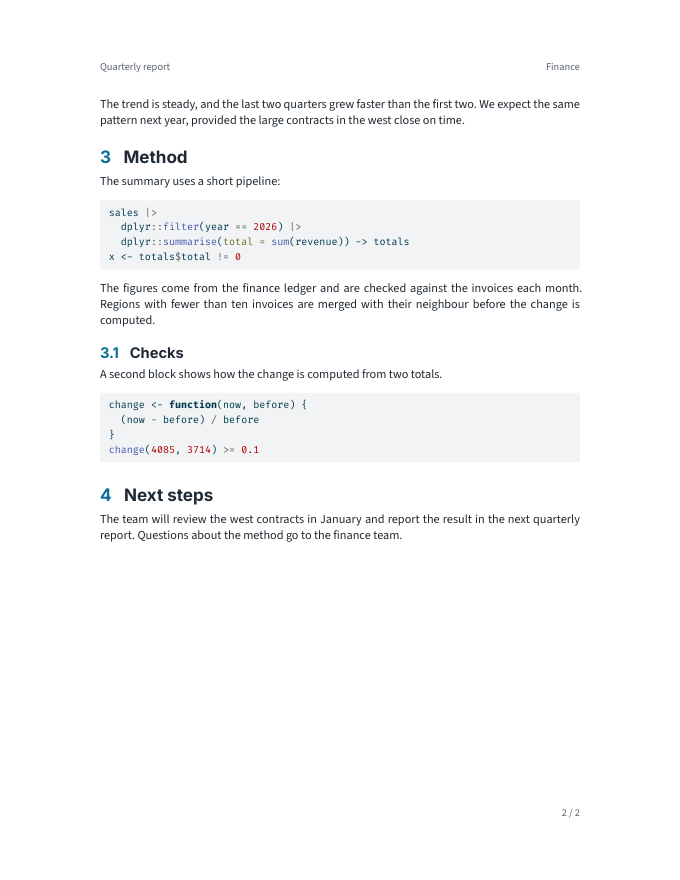 Quarterly report Finance
The trend is steady, and the last two quarters grew faster than the first two. We expect the same
pattern next year, provided the large contracts in the west close on time.
3 Method
The summary uses a short pipeline:
sales |>
  dplyr::filter(year == 2026) |>
  dplyr::summarise(total = sum(revenue)) -> totals
x <- totals$total != 0
The figures come from the finance ledger and are checked against the invoices each month.
Regions with fewer than ten invoices are merged with their neighbour before the change is
computed.
3.1 Checks
A second block shows how the change is computed from two totals.
change <- function(now, before) {
  (now - before) / before
}
change(4085, 3714) >= 0.1
4 Next steps
The team will review the west contracts in January and report the result in the next quarterly
report. Questions about the method go to the finance team.
2 / 2